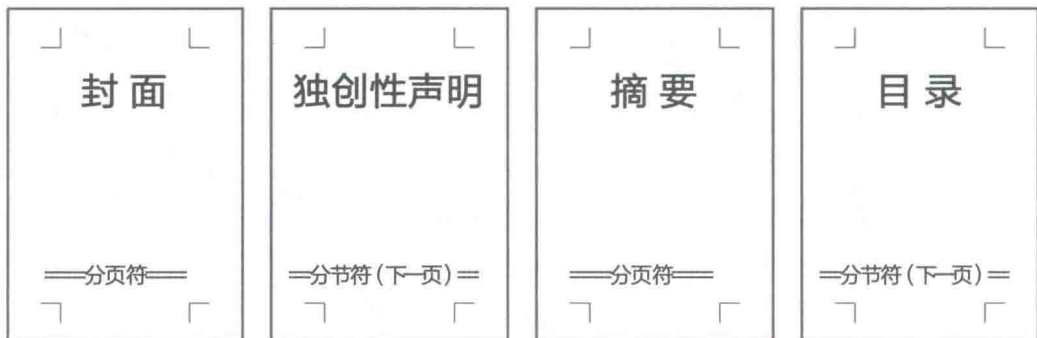 封面
独创性声明
摘要
目录
分页符
分节符(下一页)
分页符
分节符(下一页)